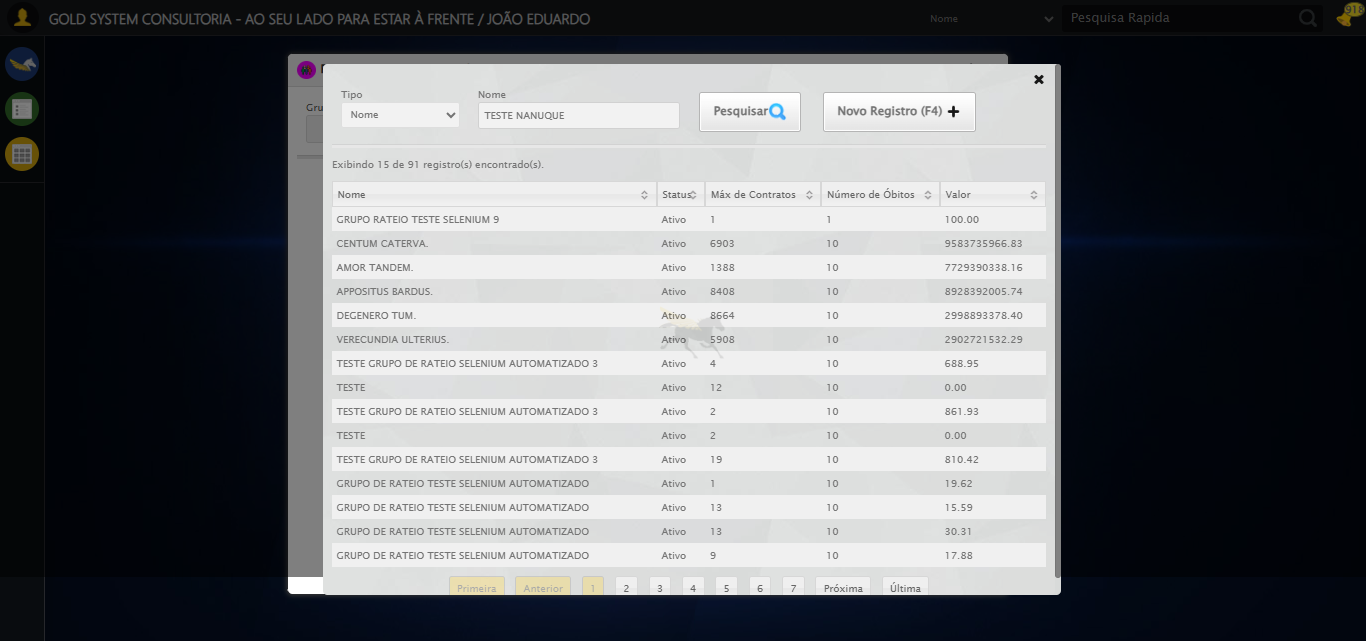 GOLD SYSTEM CONSULTORIA - AO SEU LADO PARA ESTAR À FRENTE / JOÃO EDUARDO
Nome
Pesquisa Rapida
918
Gru
Tipo
Nome
Nome
TESTE NANUQUE
Pesquisar
Novo Registro (F4)
Exibindo 15 de 91 registro(s) encontrado(s).
Nome Status Máx de Contratos Número de Óbitos Valor
GRUPO RATEIO TESTE SELENIUM 9 Ativo 1 1 100.00
CENTUM CATERVA. Ativo 6903 10 9583735966.83
AMOR TANDEM. Ativo 1388 10 7729390338.16
APPOSITUS BARDUS. Ativo 8408 10 8928392005.74
DEGENERO TUM. Ativo 8664 10 2998893378.40
VERECUNDIA ULTERIUS. Ativo 5908 10 2902721532.29
TESTE GRUPO DE RATEIO SELENIUM AUTOMATIZADO 3 Ativo 4 10 688.95
TESTE Ativo 12 10 0.00
TESTE GRUPO DE RATEIO SELENIUM AUTOMATIZADO 3 Ativo 2 10 861.93
TESTE Ativo 2 10 0.00
TESTE GRUPO DE RATEIO SELENIUM AUTOMATIZADO 3 Ativo 19 10 810.42
GRUPO DE RATEIO TESTE SELENIUM AUTOMATIZADO Ativo 1 10 19.62
GRUPO DE RATEIO TESTE SELENIUM AUTOMATIZADO Ativo 13 10 15.59
GRUPO DE RATEIO TESTE SELENIUM AUTOMATIZADO Ativo 13 10 30.31
GRUPO DE RATEIO TESTE SELENIUM AUTOMATIZADO Ativo 9 10 17.88
Primeira Anterior 1 2 3 4 5 6 7 Próxima Última